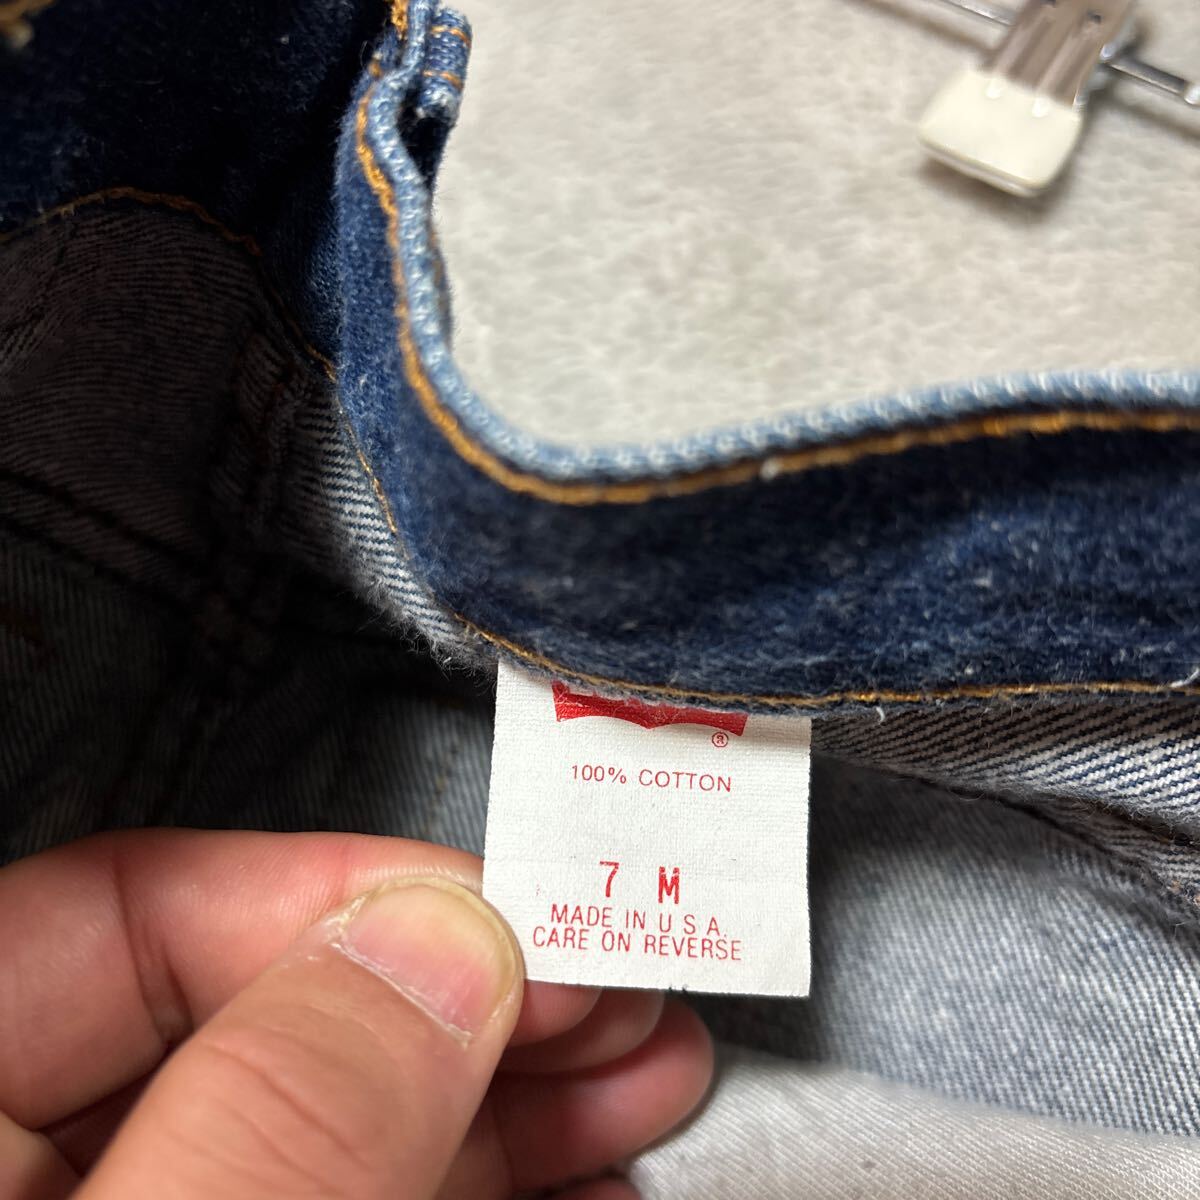 ®
100% COTTON
7 M
MADE IN U S A.
CARE ON REVERSE